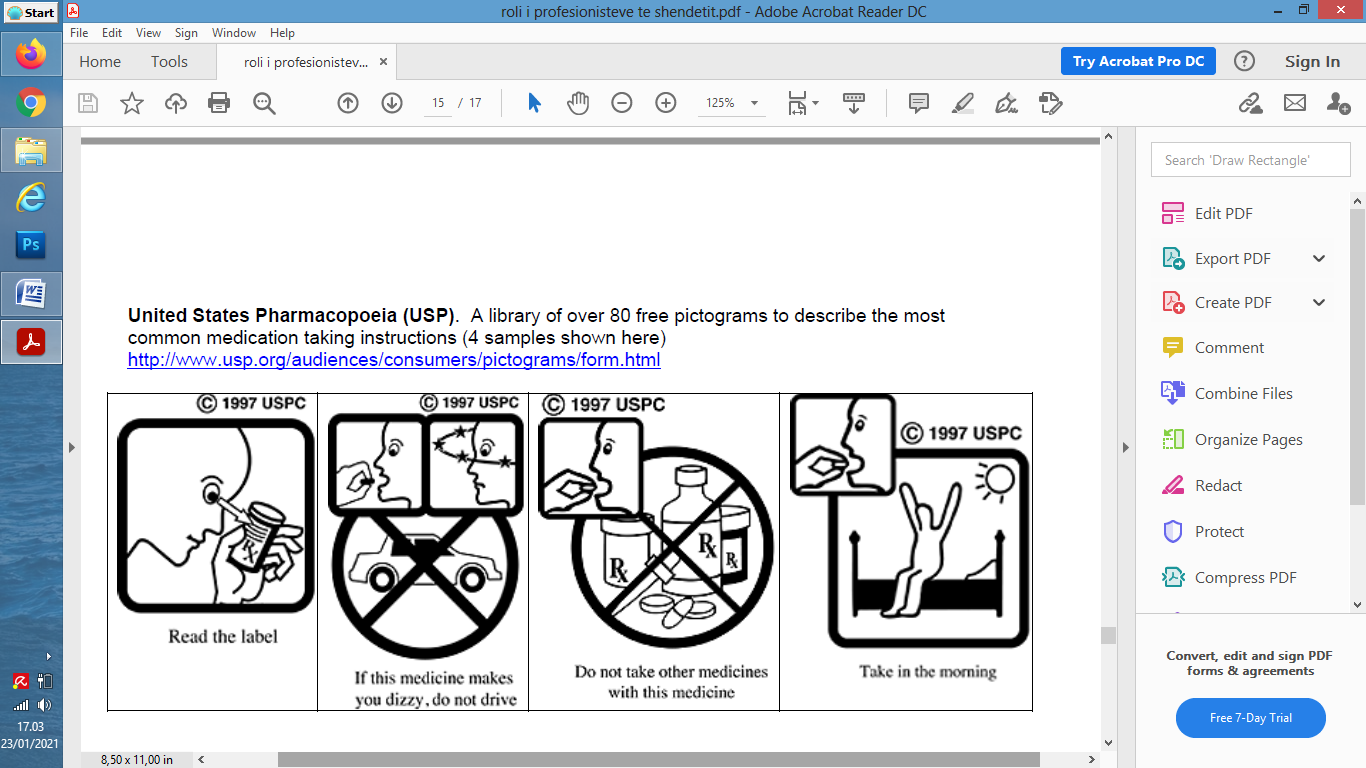 Start
roli i profesionisteve te shendetit.pdf - Adobe Acrobat Reader DC
File Edit View Sign Window Help
Home Tools roli i profesionistev... × Try Acrobat Pro DC ? Sign In
15 / 17 125%
Search 'Draw Rectangle'
Edit PDF
Export PDF
Create PDF
Comment
Combine Files
Organize Pages
Redact
Protect
Compress PDF
Convert, edit and sign PDF
forms & agreements
Free 7-Day Trial
United States Pharmacopoeia (USP). A library of over 80 free pictograms to describe the most
common medication taking instructions (4 samples shown here)
http://www.usp.org/audiences/consumers/pictograms/form.html
© 1997 USPC
Rx
Read the label
© 1997 USPC
If this medicine makes
you dizzy, do not drive
© 1997 USPC
Rx
Rx
Rx
Do not take other medicines
with this medicine
© 1997 USPC
Take in the morning
Ps
W
17.03
23/01/2021
8,50 x 11,00 in